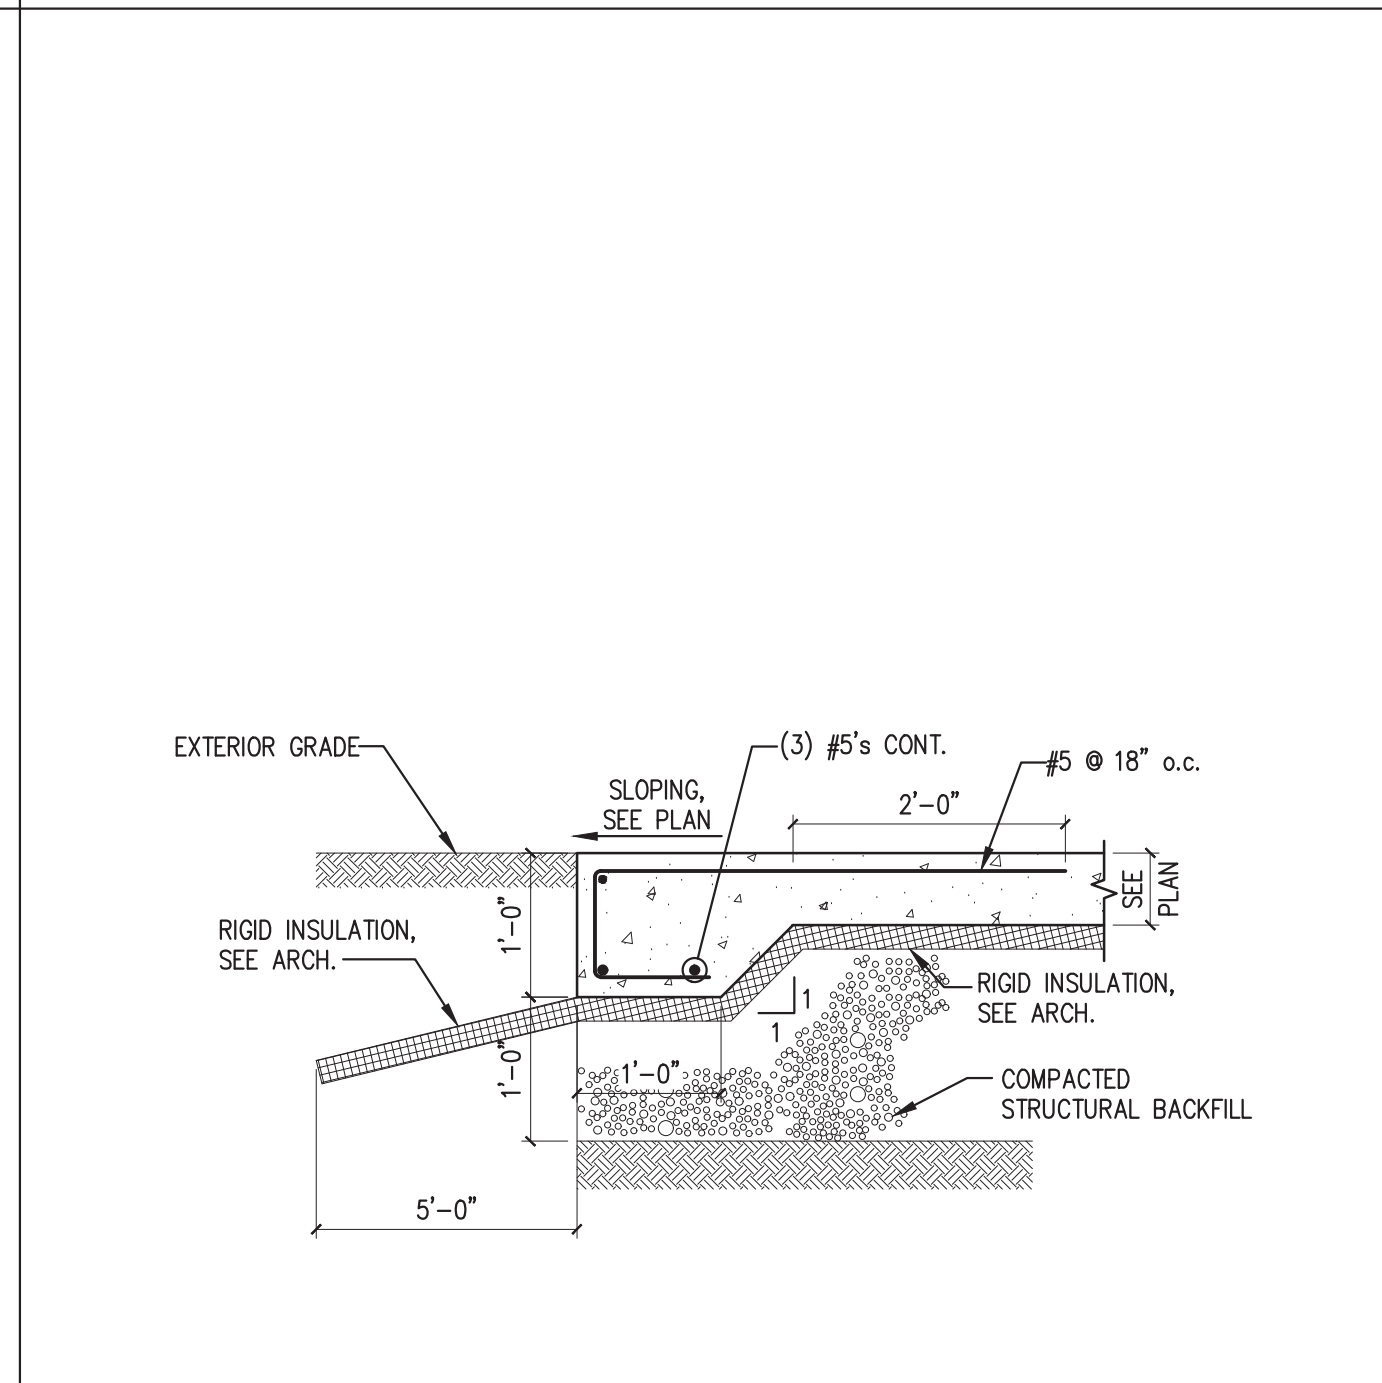 EXTERIOR GRADE
(3) #5's CONT.
#5 @ 18" o.c.
SLOPING,
SEE PLAN
2'-0"
SEE
PLAN
1'-0"
RIGID INSULATION,
SEE ARCH.
RIGID INSULATION,
SEE ARCH.
1
1
1'-0"
1'-0"
COMPACTED
STRUCTURAL BACKFILL
5'-0"